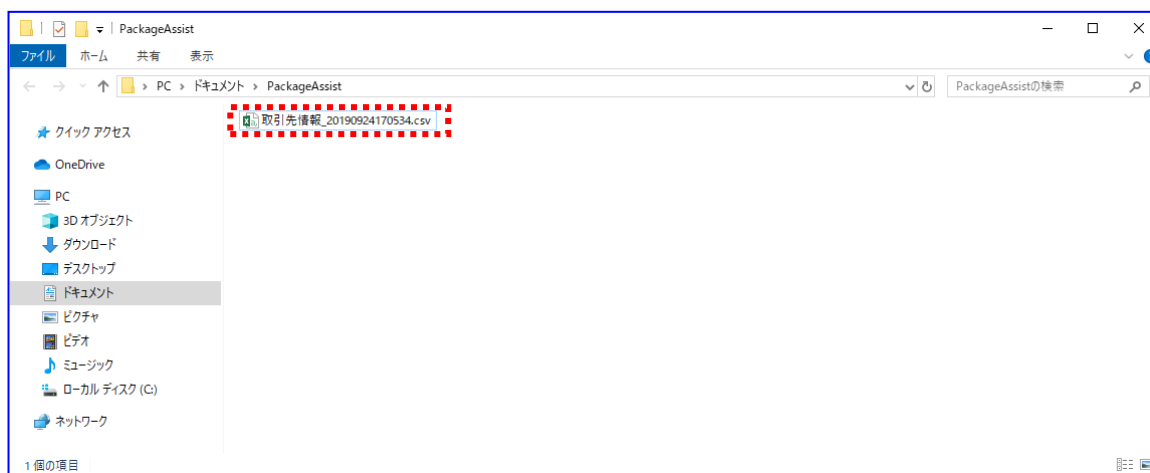 PackageAssist
ファイル ホーム 共有 表示
PC › ドキュメント › PackageAssist
PackageAssistの検索
クイック アクセス
取引先情報_20190924170534.csv
OneDrive
PC
3D オブジェクト
ダウンロード
デスクトップ
ドキュメント
ピクチャ
ビデオ
ミュージック
ローカル ディスク (C:)
ネットワーク
1 個の項目